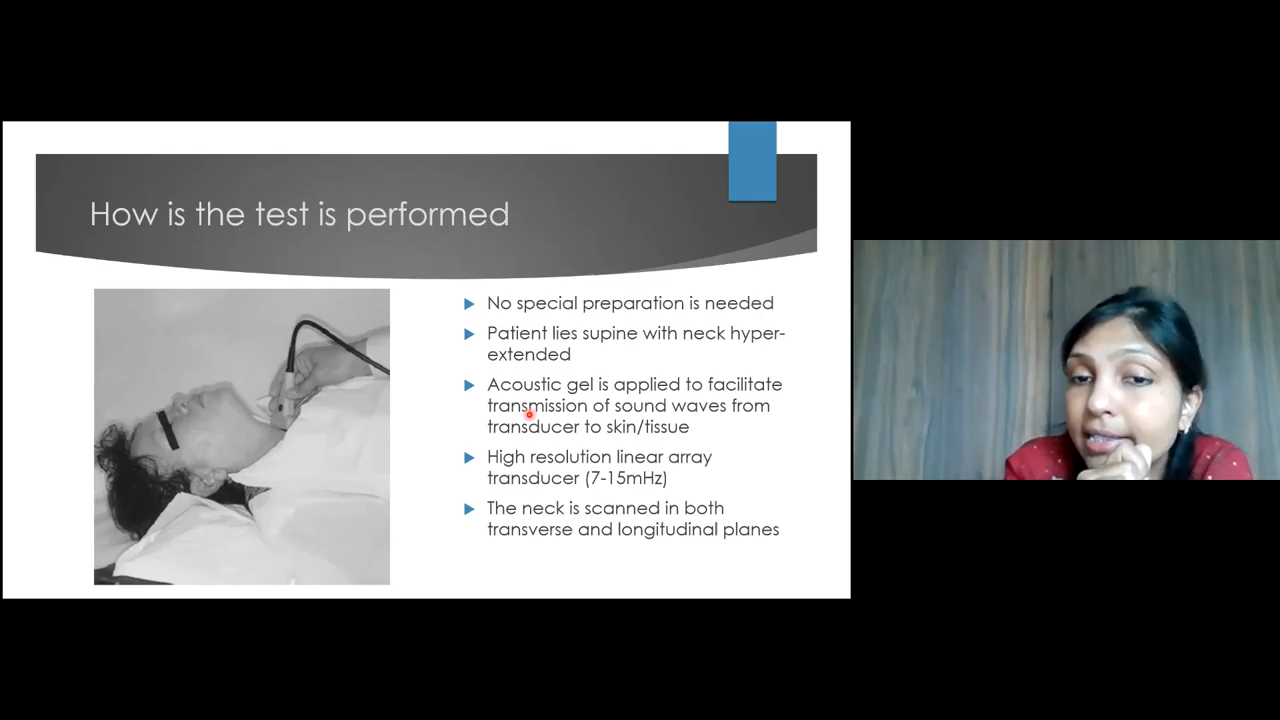 How is the test is performed
No special preparation is needed
Patient lies supine with neck hyper-
extended
Acoustic gel is applied to facilitate
transmission of sound waves from
transducer to skin/tissue
High resolution linear array
transducer (7-15mHz)
The neck is scanned in both
transverse and longitudinal planes